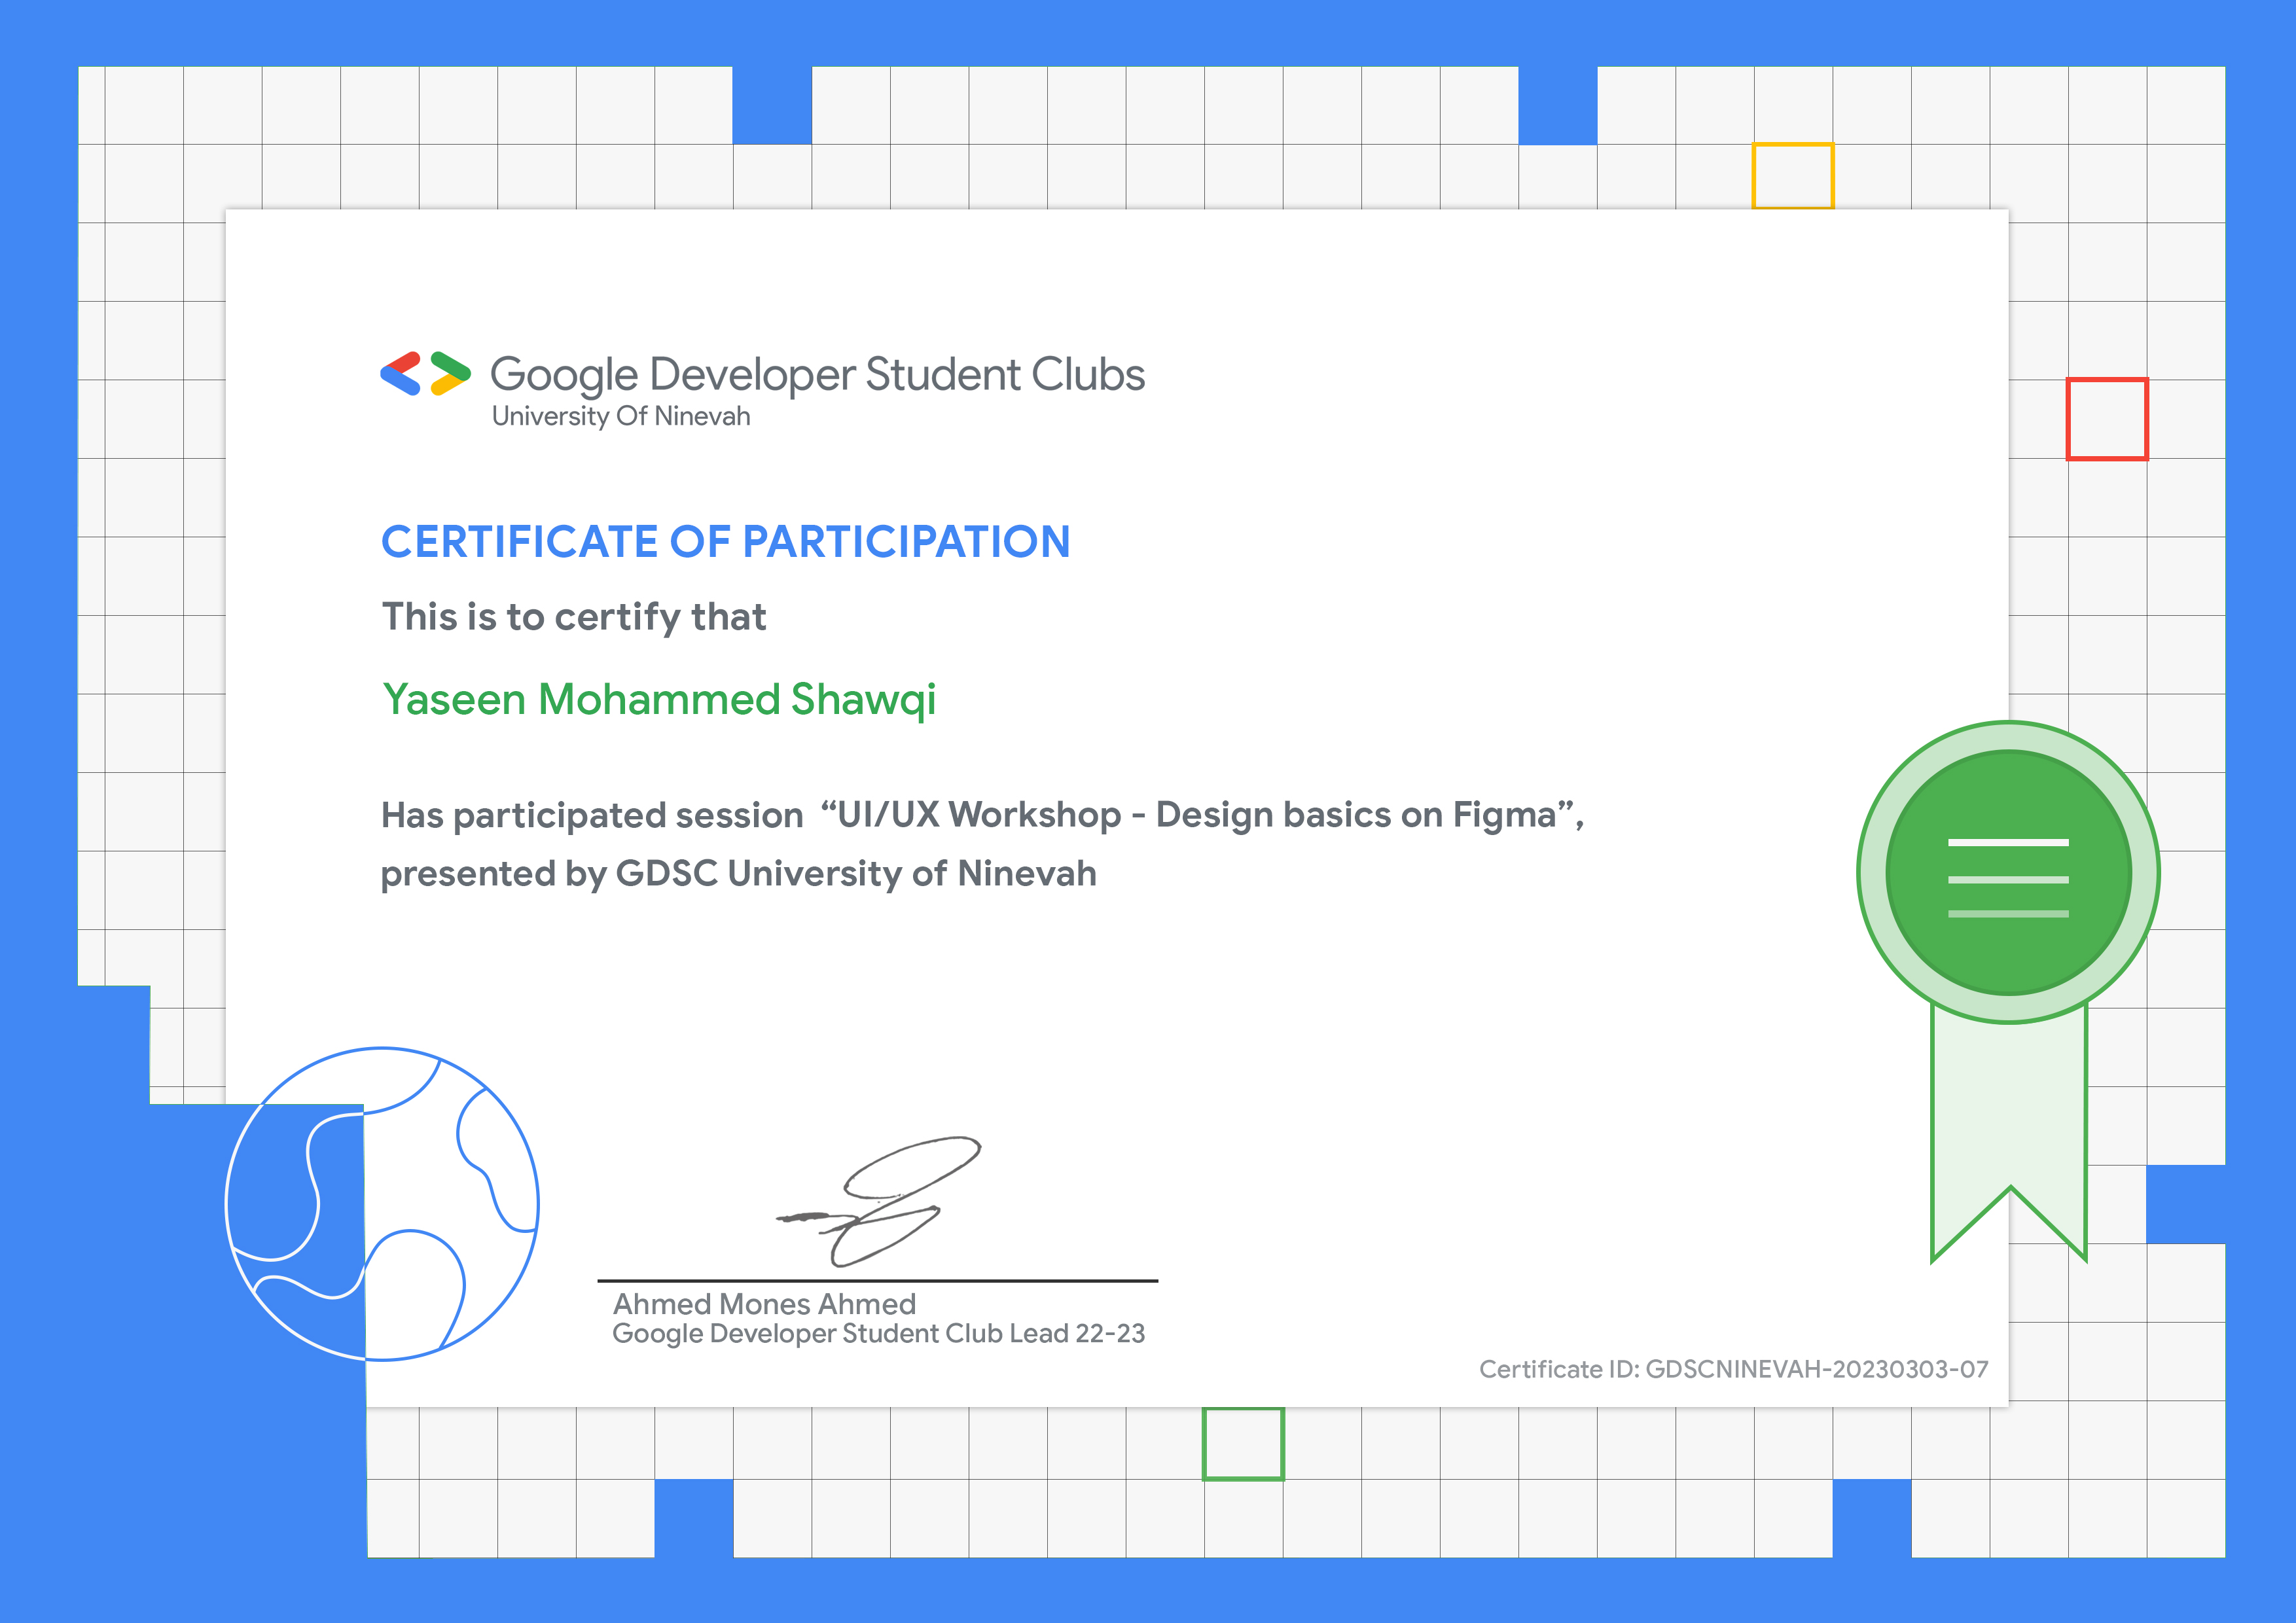 Google Developer Student Clubs
University Of Ninevah
CERTIFICATE OF PARTICIPATION
This is to certify that
Yaseen Mohammed Shawqi
Has participated session “UI/UX Workshop - Design basics on Figma”,
presented by GDSC University of Ninevah
Ahmed Mones Ahmed
Google Developer Student Club Lead 22-23
Certificate ID: GDSCNINEVAH-20230303-07